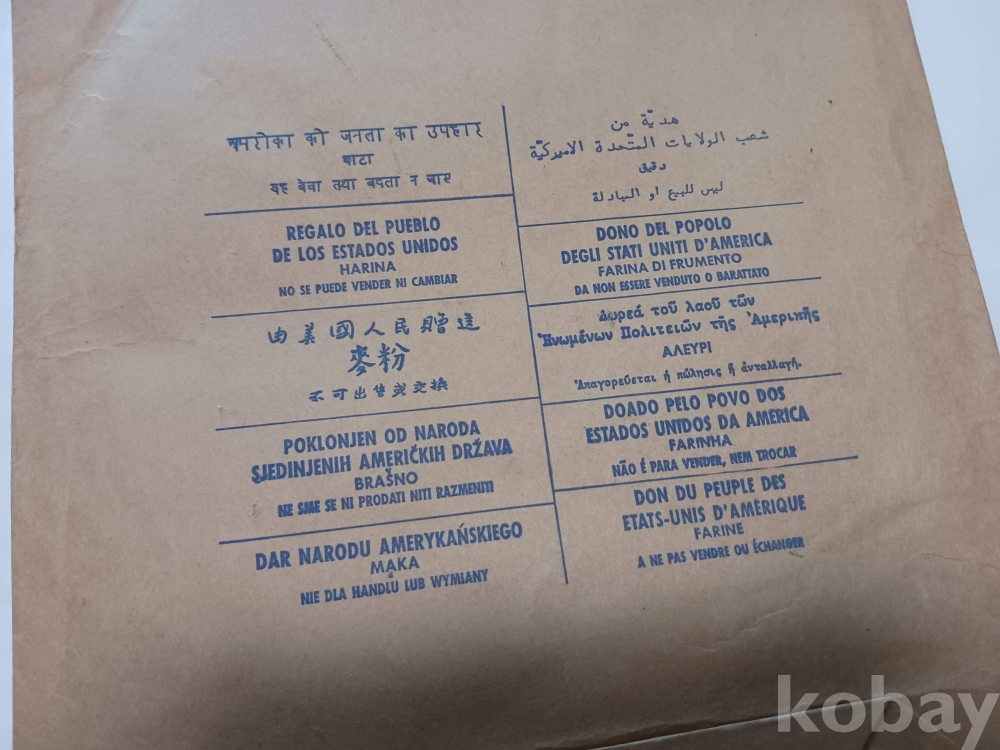 अमरीका की जनता का उपहार
आटा
यह बेचा तथा बदला न जाए
REGALO DEL PUEBLO
DE LOS ESTADOS UNIDOS
HARINA
NO SE PUEDE VENDER NI CAMBIAR
由美國人民贈送
麥粉
不可出售或交換
POKLONJEN OD NARODA
SJEDINJENIH AMERIČKIH DRŽAVA
BRAŠNO
NE SME SE NI PRODATI NITI RAZMENITI
DAR NARODU AMERYKAŃSKIEGO
MĄKA
NIE DLA HANDLU LUB WYMIANY
هديّة من
شعب الولايات المتّحدة الاميركيّة
دقيق
ليس للبيع او المبادلة
DONO DEL POPOLO
DEGLI STATI UNITI D'AMERICA
FARINA DI FRUMENTO
DA NON ESSERE VENDUTO O BARATTATO
Δωρεά τοῦ λαοῦ τῶν
Ἡνωμένων Πολιτειῶν τῆς Ἀμερικῆς
ΑΛΕΥΡΙ
Ἀπαγορεύεται ἡ πώλησις ἢ ἀνταλλαγή.
DOADO PELO POVO DOS
ESTADOS UNIDOS DA AMERICA
FARINHA
NÃO É PARA VENDER, NEM TROCAR
DON DU PEUPLE DES
ETATS-UNIS D'AMÉRIQUE
FARINE
A NE PAS VENDRE OU ÉCHANGER
kobay